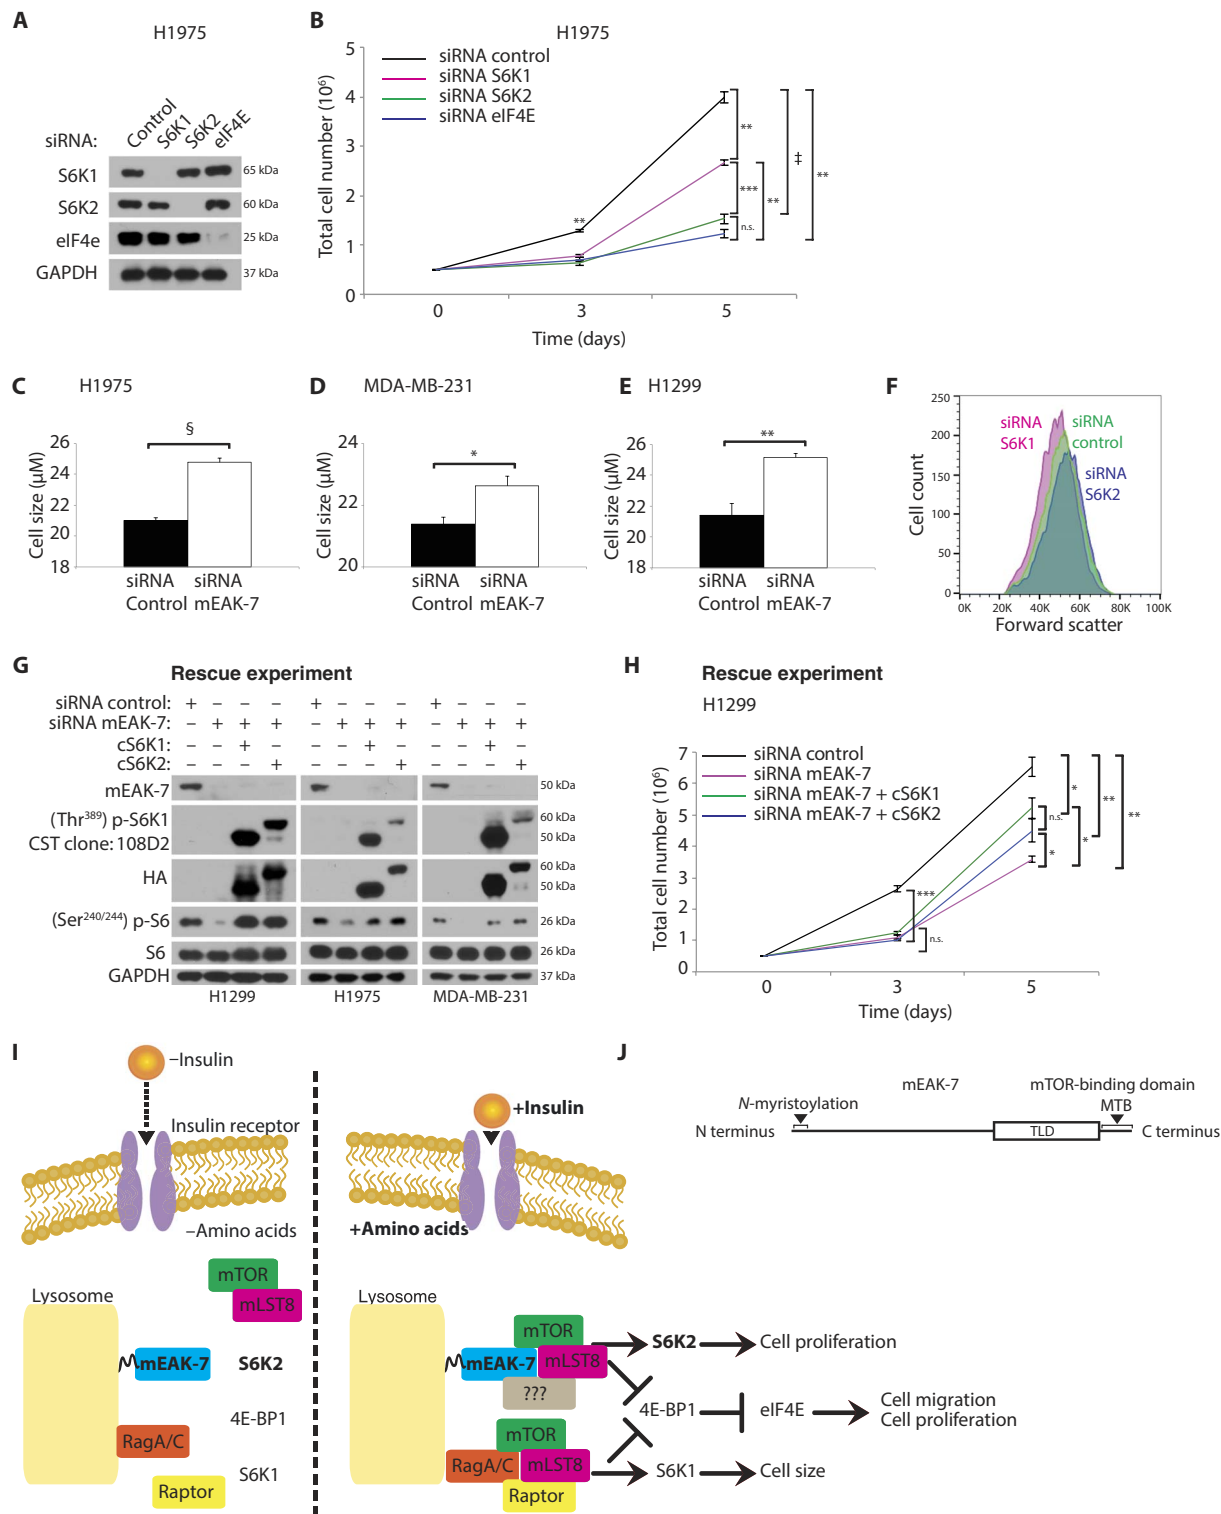 A
H1975
siRNA:
Control
S6K1
S6K2
eIF4E
S6K1
65 kDa
S6K2
60 kDa
eIF4e
25 kDa
GAPDH
37 kDa
B
H1975
siRNA control
siRNA S6K1
siRNA S6K2
siRNA eIF4E
Total cell number (10⁶)
5
4
3
2
1
0
**
**
***
n.s.
**
‡
**
0 3 5
Time (days)
C
H1975
Cell size (µM)
26
24
22
20
18
§
siRNA siRNA
Control mEAK-7
D
MDA-MB-231
Cell size (µM)
24
22
20
*
siRNA siRNA
Control mEAK-7
E
H1299
Cell size (µM)
26
24
22
20
18
**
siRNA siRNA
Control mEAK-7
F
Cell count
250
200
150
100
50
0
siRNA
S6K1
siRNA
control
siRNA
S6K2
0K 20K 40K 60K 80K 100K
Forward scatter
G
Rescue experiment
siRNA control: + – – – + – – – + – – –
siRNA mEAK-7: – + + + – + + + – + + +
cS6K1: – – + – – – + – – – + –
cS6K2: – – – + – – – + – – – +
mEAK-7
50 kDa
(Thr³⁸⁹) p-S6K1
CST clone: 108D2
60 kDa
50 kDa
HA
60 kDa
50 kDa
(Ser²⁴⁰/²⁴⁴) p-S6
26 kDa
S6
26 kDa
GAPDH
37 kDa
H1299 H1975 MDA-MB-231
H
Rescue experiment
H1299
siRNA control
siRNA mEAK-7
siRNA mEAK-7 + cS6K1
siRNA mEAK-7 + cS6K2
Total cell number (10⁶)
7
6
5
4
3
2
1
0
***
n.s.
n.s.
*
*
*
**
**
0 3 5
Time (days)
I
–Insulin
Insulin receptor
–Amino acids
mTOR
mLST8
Lysosome
mEAK-7
S6K2
4E-BP1
RagA/C
S6K1
Raptor
+Insulin
+Amino acids
Lysosome
mTOR
mEAK-7
mLST8
???
S6K2
Cell proliferation
4E-BP1
eIF4E
Cell migration
Cell proliferation
mTOR
RagA/C
mLST8
Raptor
S6K1
Cell size
J
mEAK-7
mTOR-binding domain
N-myristoylation
MTB
N terminus
TLD
C terminus